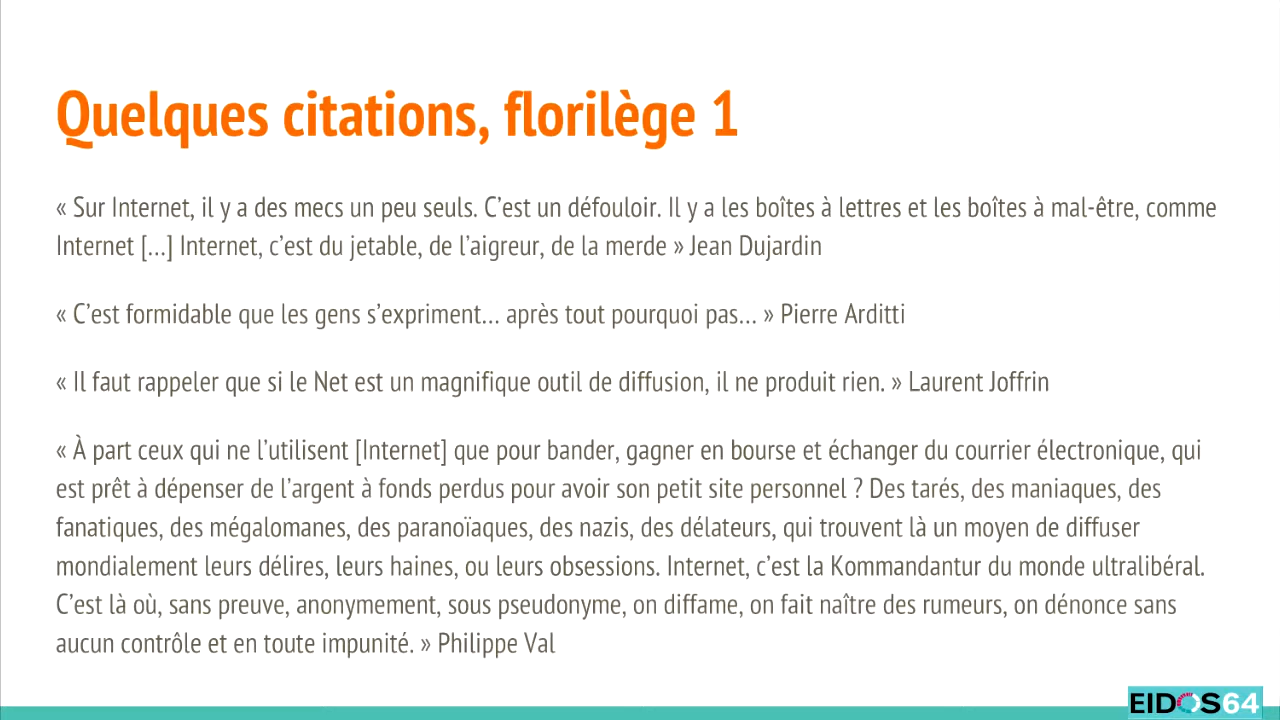 Quelques citations, florilège 1
« Sur Internet, il y a des mecs un peu seuls. C’est un défouloir. Il y a les boîtes à lettres et les boîtes à mal-être, comme
Internet [...] Internet, c’est du jetable, de l’aigreur, de la merde » Jean Dujardin
« C’est formidable que les gens s’expriment... après tout pourquoi pas... » Pierre Arditti
« Il faut rappeler que si le Net est un magnifique outil de diffusion, il ne produit rien. » Laurent Joffrin
« À part ceux qui ne l’utilisent [Internet] que pour bander, gagner en bourse et échanger du courrier électronique, qui
est prêt à dépenser de l’argent à fonds perdus pour avoir son petit site personnel ? Des tarés, des maniaques, des
fanatiques, des mégalomanes, des paranoïaques, des nazis, des délateurs, qui trouvent là un moyen de diffuser
mondialement leurs délires, leurs haines, ou leurs obsessions. Internet, c’est la Kommandantur du monde ultralibéral.
C’est là où, sans preuve, anonymement, sous pseudonyme, on diffame, on fait naître des rumeurs, on dénonce sans
aucun contrôle et en toute impunité. » Philippe Val
EIDOS64